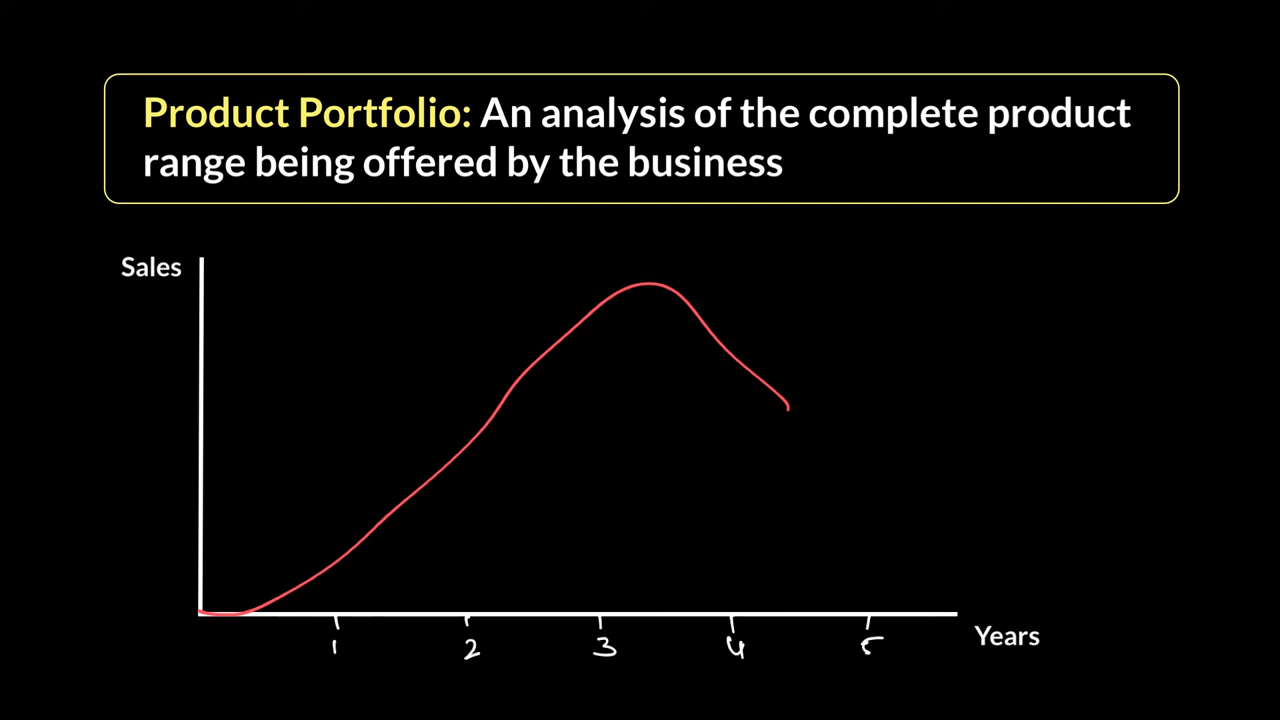 Product Portfolio: An analysis of the complete product
range being offered by the business
Sales
1 2 3 4 5
Years